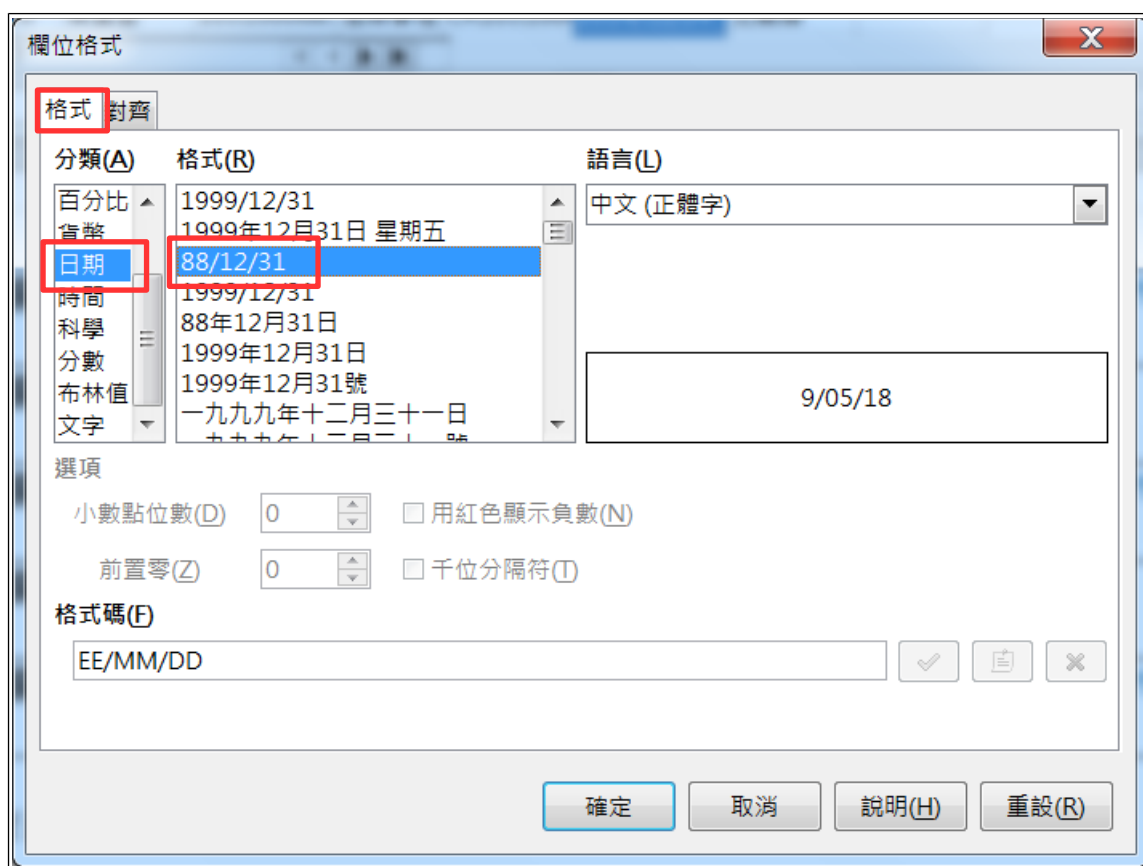 欄位格式
X
格式 對齊
分類(A) 格式(R) 語言(L)
百分比
貨幣
日期
時間
科學
分數
布林值
文字
1999/12/31
1999年12月31日 星期五
88/12/31
1999/12/31
88年12月31日
1999年12月31日
1999年12月31號
一九九九年十二月三十一日
中文 (正體字)
9/05/18
選項
小數點位數(D) 0 用紅色顯示負數(N)
前置零(Z) 0 千位分隔符(T)
格式碼(F)
EE/MM/DD
確定 取消 說明(H) 重設(R)